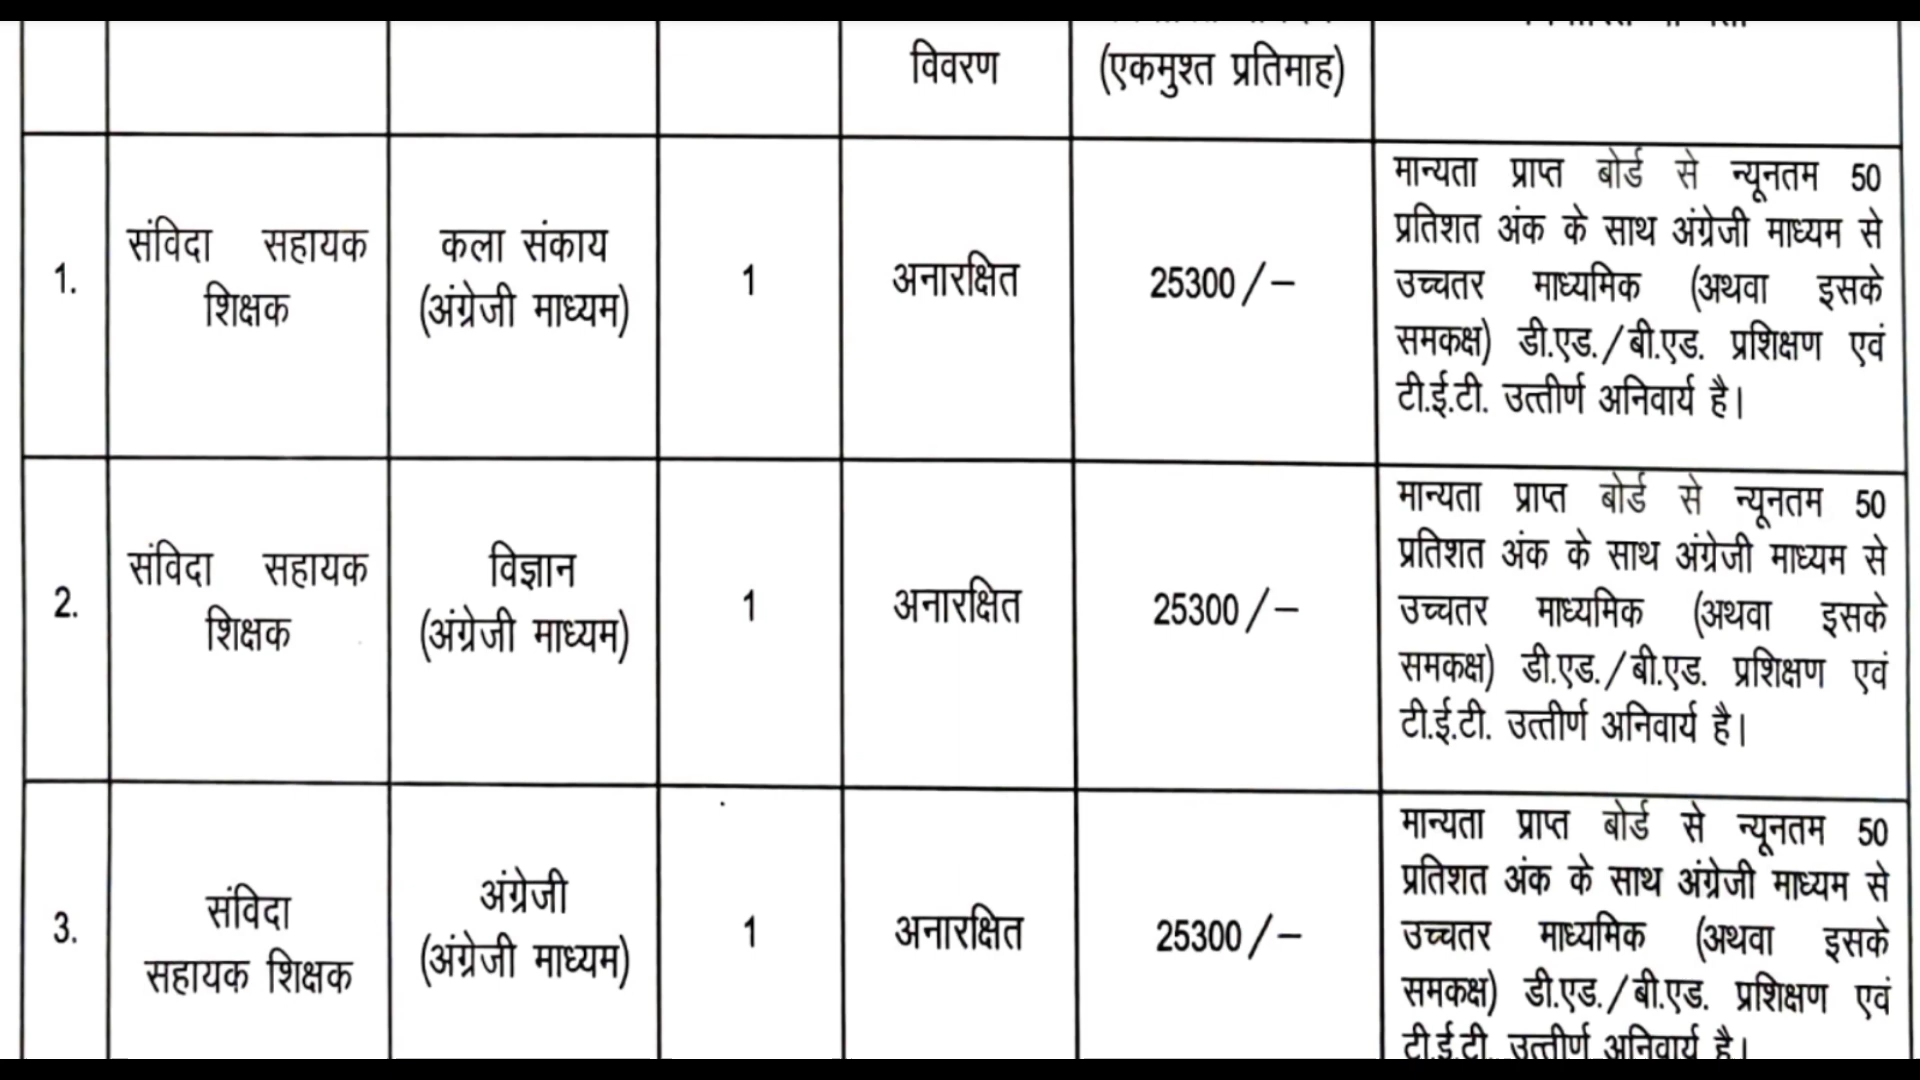 विवरण
(एकमुश्त प्रतिमाह)
1.
संविदा सहायक
शिक्षक
कला संकाय
(अंग्रेजी माध्यम)
1
अनारक्षित
25300/–
मान्यता प्राप्त बोर्ड से न्यूनतम 50
प्रतिशत अंक के साथ अंग्रेजी माध्यम से
उच्चतर माध्यमिक (अथवा इसके
समकक्ष) डी.एड./बी.एड. प्रशिक्षण एवं
टी.ई.टी. उत्तीर्ण अनिवार्य है।
2.
संविदा सहायक
शिक्षक
विज्ञान
(अंग्रेजी माध्यम)
1
अनारक्षित
25300/–
मान्यता प्राप्त बोर्ड से न्यूनतम 50
प्रतिशत अंक के साथ अंग्रेजी माध्यम से
उच्चतर माध्यमिक (अथवा इसके
समकक्ष) डी.एड./बी.एड. प्रशिक्षण एवं
टी.ई.टी. उत्तीर्ण अनिवार्य है।
3.
संविदा
सहायक शिक्षक
अंग्रेजी
(अंग्रेजी माध्यम)
1
अनारक्षित
25300/–
मान्यता प्राप्त बोर्ड से न्यूनतम 50
प्रतिशत अंक के साथ अंग्रेजी माध्यम से
उच्चतर माध्यमिक (अथवा इसके
समकक्ष) डी.एड./बी.एड. प्रशिक्षण एवं
टी.ई.टी. उत्तीर्ण अनिवार्य है।